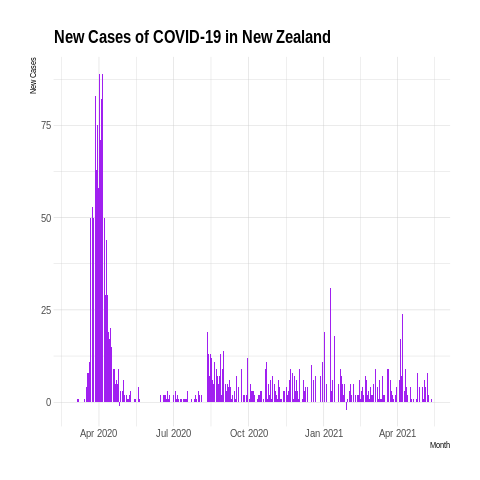 New Cases of COVID-19 in New Zealand
New Cases
75
50
25
0
Apr 2020
Jul 2020
Oct 2020
Jan 2021
Apr 2021
Month